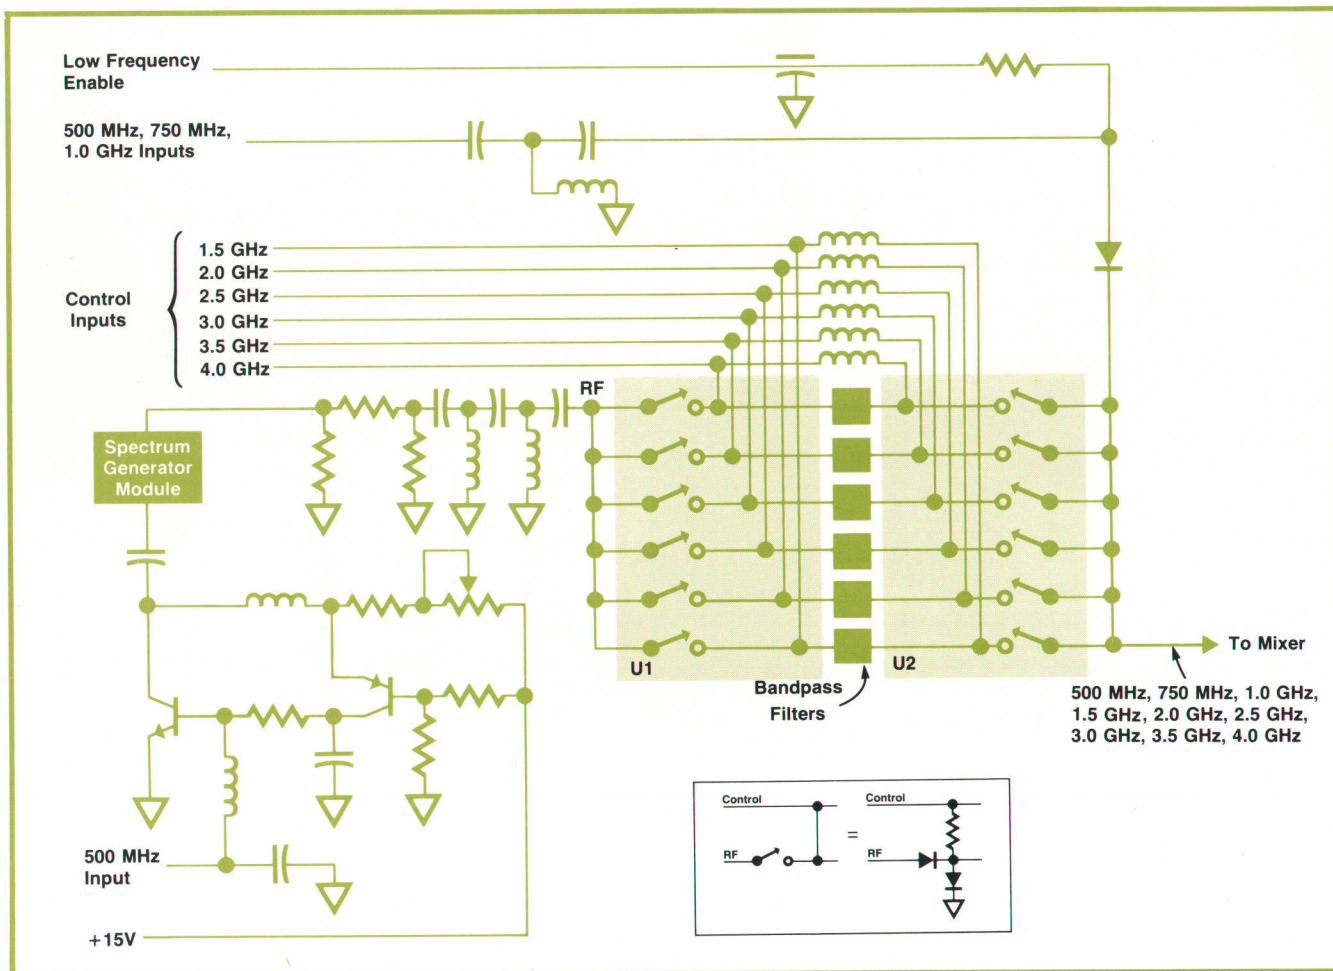 Low Frequency
Enable
500 MHz, 750 MHz,
1.0 GHz Inputs
Control
Inputs
1.5 GHz
2.0 GHz
2.5 GHz
3.0 GHz
3.5 GHz
4.0 GHz
RF
Spectrum
Generator
Module
U1
U2
Bandpass
Filters
To Mixer
500 MHz, 750 MHz, 1.0 GHz,
1.5 GHz, 2.0 GHz, 2.5 GHz,
3.0 GHz, 3.5 GHz, 4.0 GHz
500 MHz
Input
+15V
Control
RF
=
Control
RF